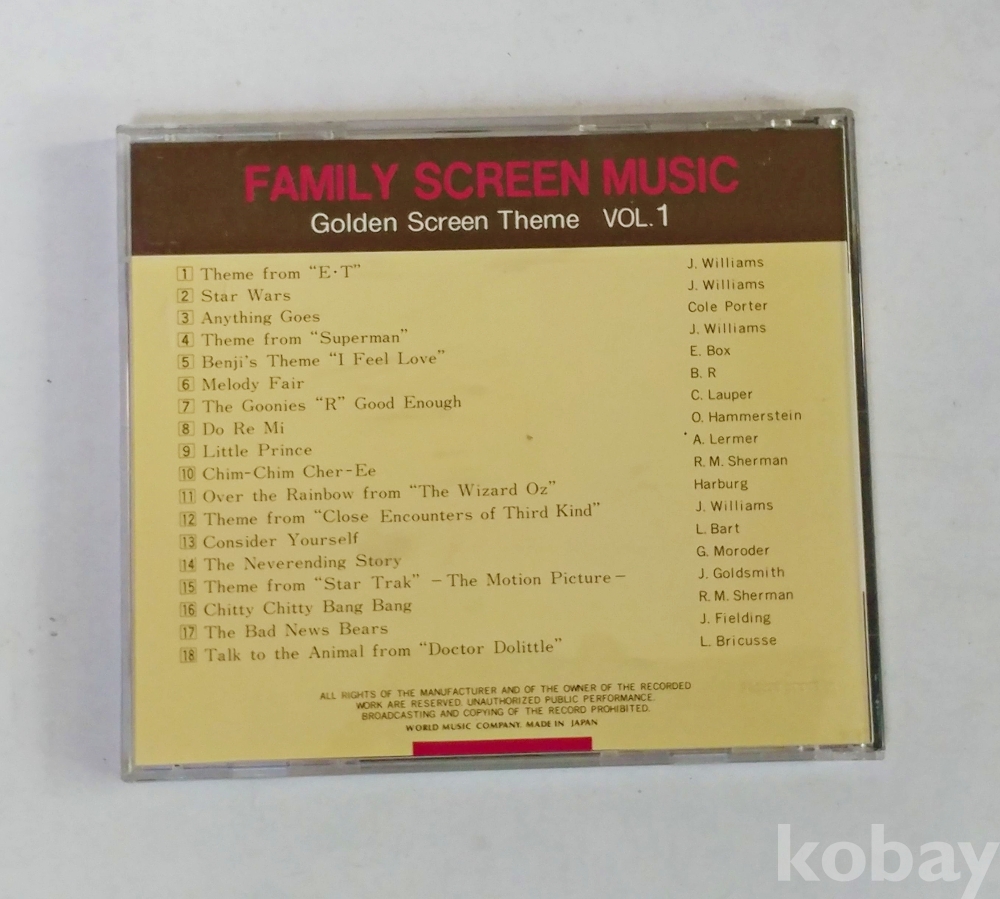 FAMILY SCREEN MUSIC
Golden Screen Theme VOL.1
1 Theme from "E·T" J. Williams
2 Star Wars J. Williams
3 Anything Goes Cole Porter
4 Theme from "Superman" J. Williams
5 Benji's Theme "I Feel Love" E. Box
6 Melody Fair B. R
7 The Goonies "R" Good Enough C. Lauper
8 Do Re Mi O. Hammerstein
9 Little Prince A. Lermer
10 Chim-Chim Cher-Ee R. M. Sherman
11 Over the Rainbow from "The Wizard Oz" Harburg
12 Theme from "Close Encounters of Third Kind" J. Williams
13 Consider Yourself L. Bart
14 The Neverending Story G. Moroder
15 Theme from "Star Trak" -The Motion Picture- J. Goldsmith
16 Chitty Chitty Bang Bang R. M. Sherman
17 The Bad News Bears J. Fielding
18 Talk to the Animal from "Doctor Dolittle" L. Bricusse
ALL RIGHTS OF THE MANUFACTURER AND OF THE OWNER OF THE RECORDED
WORK ARE RESERVED. UNAUTHORIZED PUBLIC PERFORMANCE.
BROADCASTING AND COPYING OF THE RECORD PROHIBITED.
WORLD MUSIC COMPANY. MADE IN JAPAN
kobay